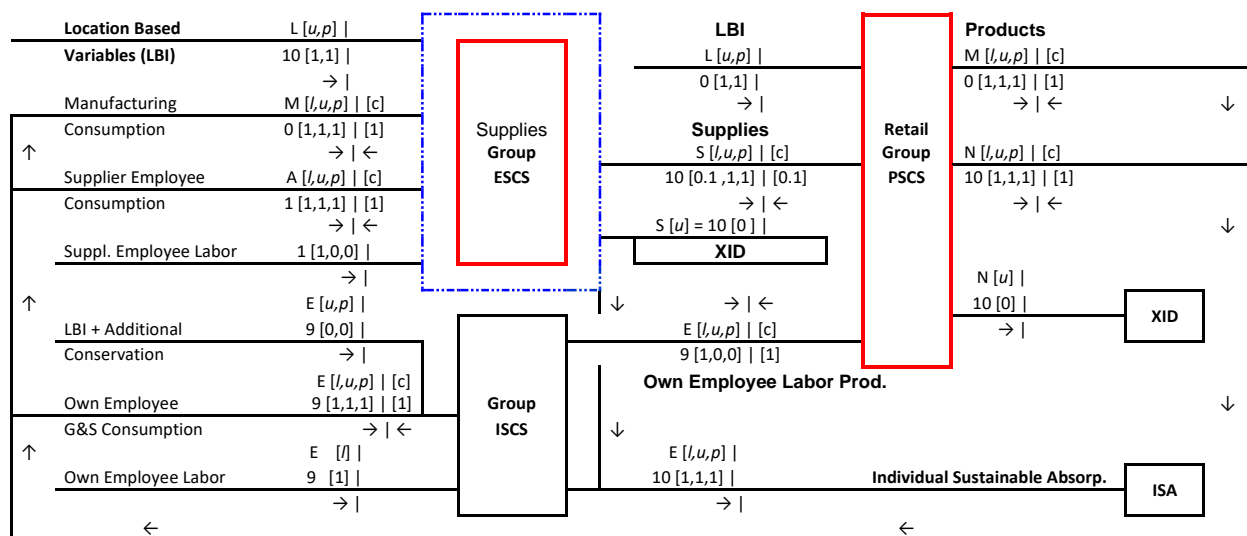 Location Based L [u,p] | LBI Products
Variables (LBI) 10 [1,1] | L [u,p] | M [l,u,p] | [c]
→ | 0 [1,1] | 0 [1,1,1] | [1]
Manufacturing M [l,u,p] | [c] → | → | ← ↓
Consumption 0 [1,1,1] | [1] Supplies Group ESCS Supplies Retail Group PSCS
↑ → | ← S [l,u,p] | [c] N [l,u,p] | [c]
Supplier Employee A [l,u,p] | [c] 10 [0.1 ,1,1] | [0.1] 10 [1,1,1] | [1]
Consumption 1 [1,1,1] | [1] → | ← → | ←
→ | ← S [u] = 10 [0] | ↓
Suppl. Employee Labor 1 [1,0,0] | XID
→ | N [u] |
↑ E [u,p] | ↓ → | ← 10 [0] | XID
LBI + Additional 9 [0,0] | E [l,u,p] | [c] → |
Conservation → | 9 [1,0,0] | [1]
E [l,u,p] | [c] Own Employee Labor Prod.
Own Employee 9 [1,1,1] | [1] Group ISCS ↓
G&S Consumption → | ← ↓
↑ E [l] | E [l,u,p] |
Own Employee Labor 9 [1] | 10 [1,1,1] | Individual Sustainable Absorp. ISA
→ | → |
← ←